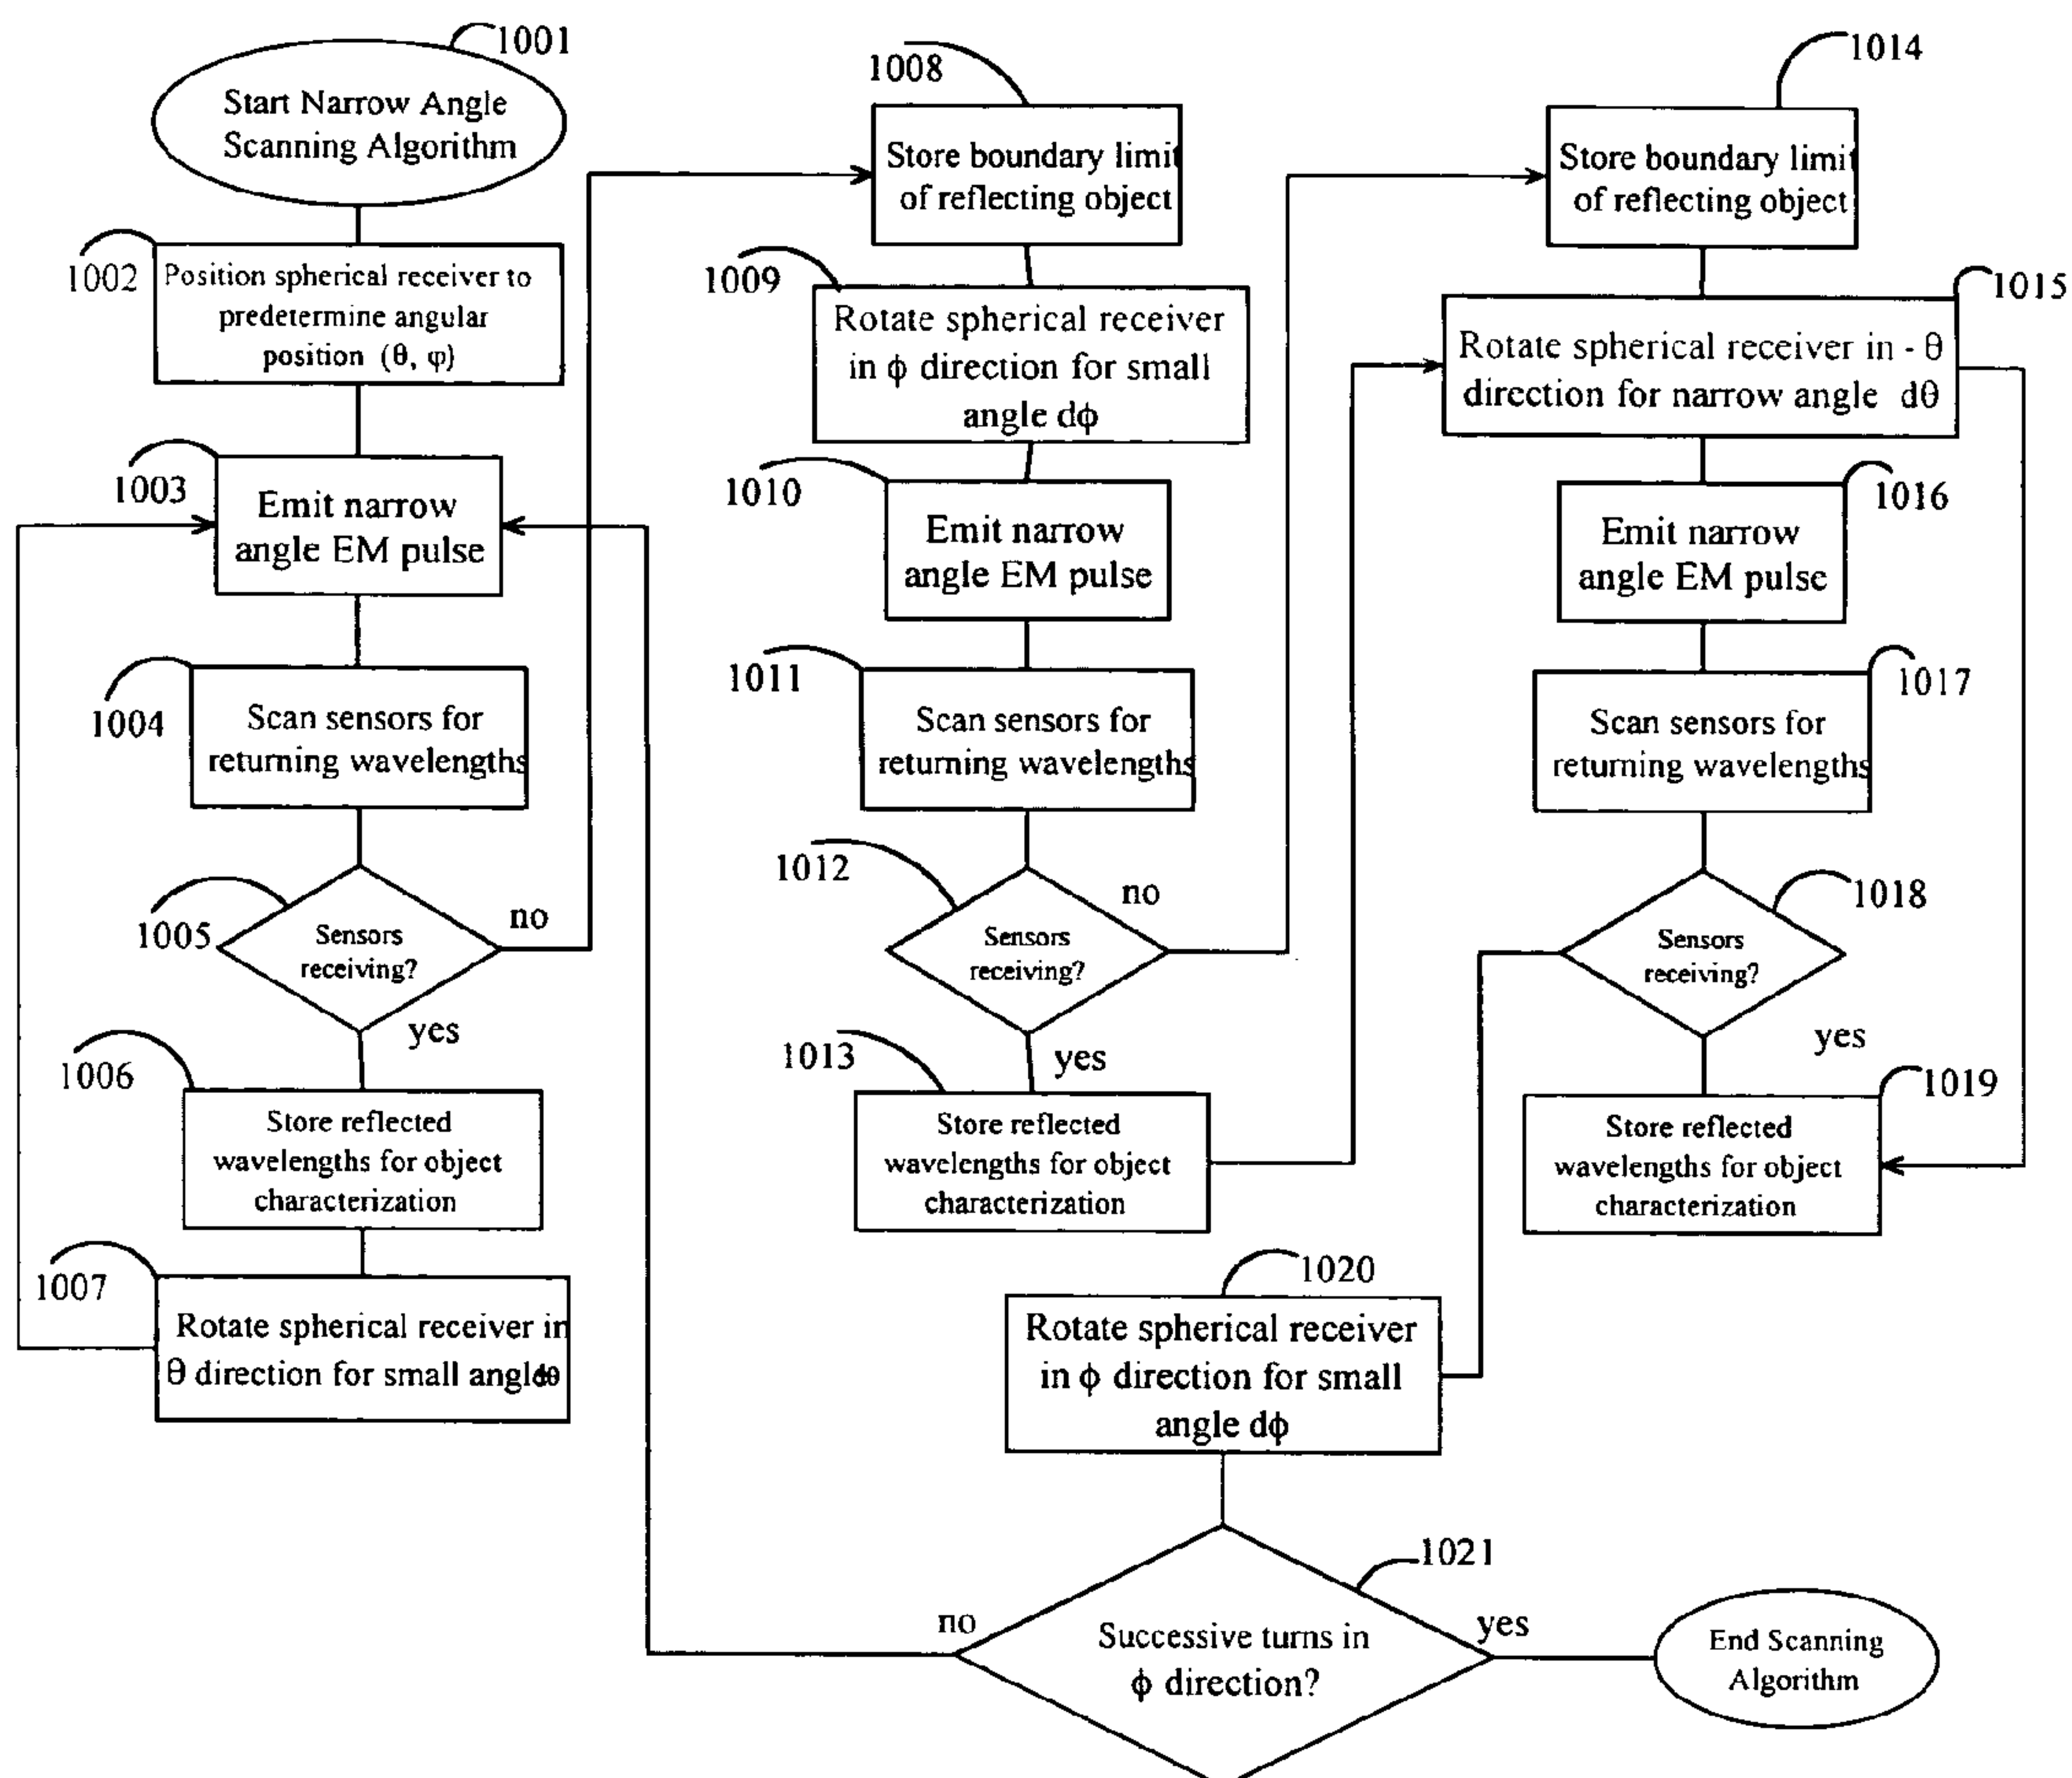 1001
Start Narrow Angle
Scanning Algorithm
1002
Position spherical receiver to
predetermine angular
position (θ, φ)
1003
Emit narrow
angle EM pulse
1004
Scan sensors for
returning wavelengths
1005
Sensors
receiving?
no
yes
1006
Store reflected
wavelengths for object
characterization
1007
Rotate spherical receiver in
θ direction for small angle dθ
1008
Store boundary limit
of reflecting object
1009
Rotate spherical receiver
in ϕ direction for small
angle dϕ
1010
Emit narrow
angle EM pulse
1011
Scan sensors for
returning wavelengths
1012
Sensors
receiving?
no
yes
1013
Store reflected
wavelengths for object
characterization
1014
Store boundary limit
of reflecting object
1015
Rotate spherical receiver in - θ
direction for narrow angle dθ
1016
Emit narrow
angle EM pulse
1017
Scan sensors for
returning wavelengths
1018
Sensors
receiving?
yes
1019
Store reflected
wavelengths for object
characterization
1020
Rotate spherical receiver
in ϕ direction for small
angle dϕ
1021
Successive turns in
ϕ direction?
no
yes
End Scanning
Algorithm